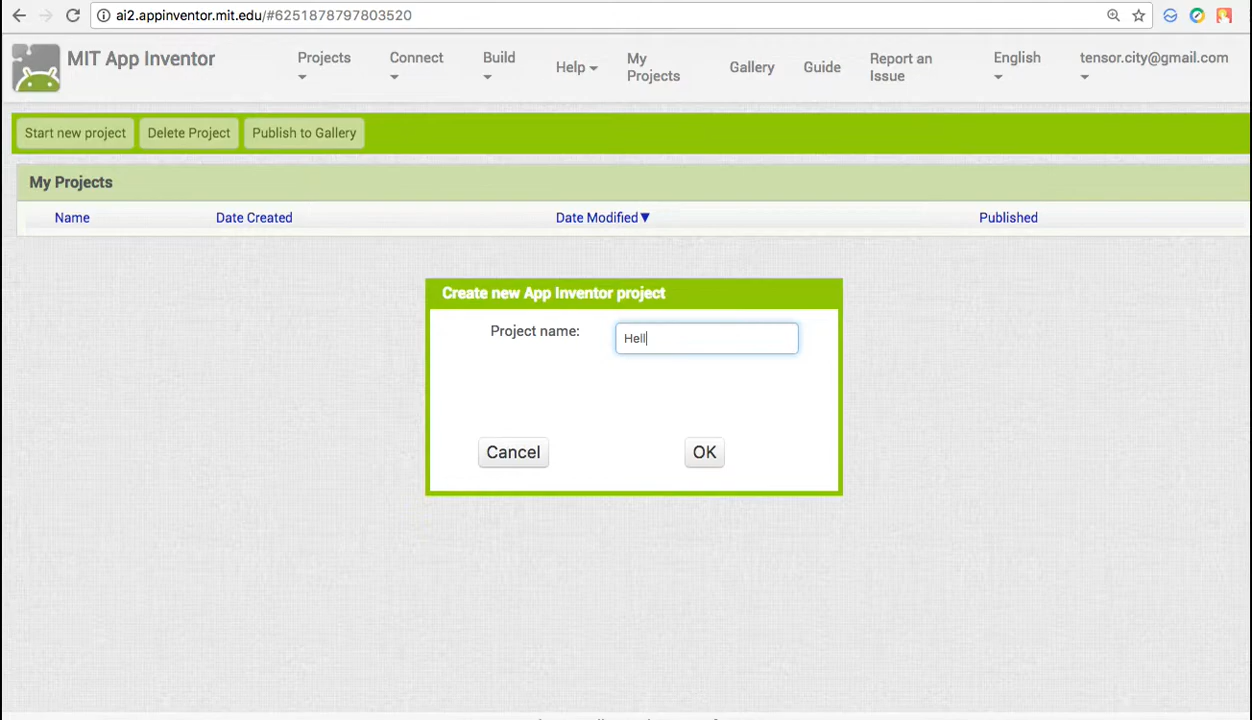 ai2.appinventor.mit.edu/#6251878797803520
MIT App Inventor
Projects
Connect
Build
Help
My Projects
Gallery
Guide
Report an Issue
English
tensor.city@gmail.com
Start new project
Delete Project
Publish to Gallery
My Projects
Name
Date Created
Date Modified▼
Published
Create new App Inventor project
Project name:
Hell
Cancel
OK